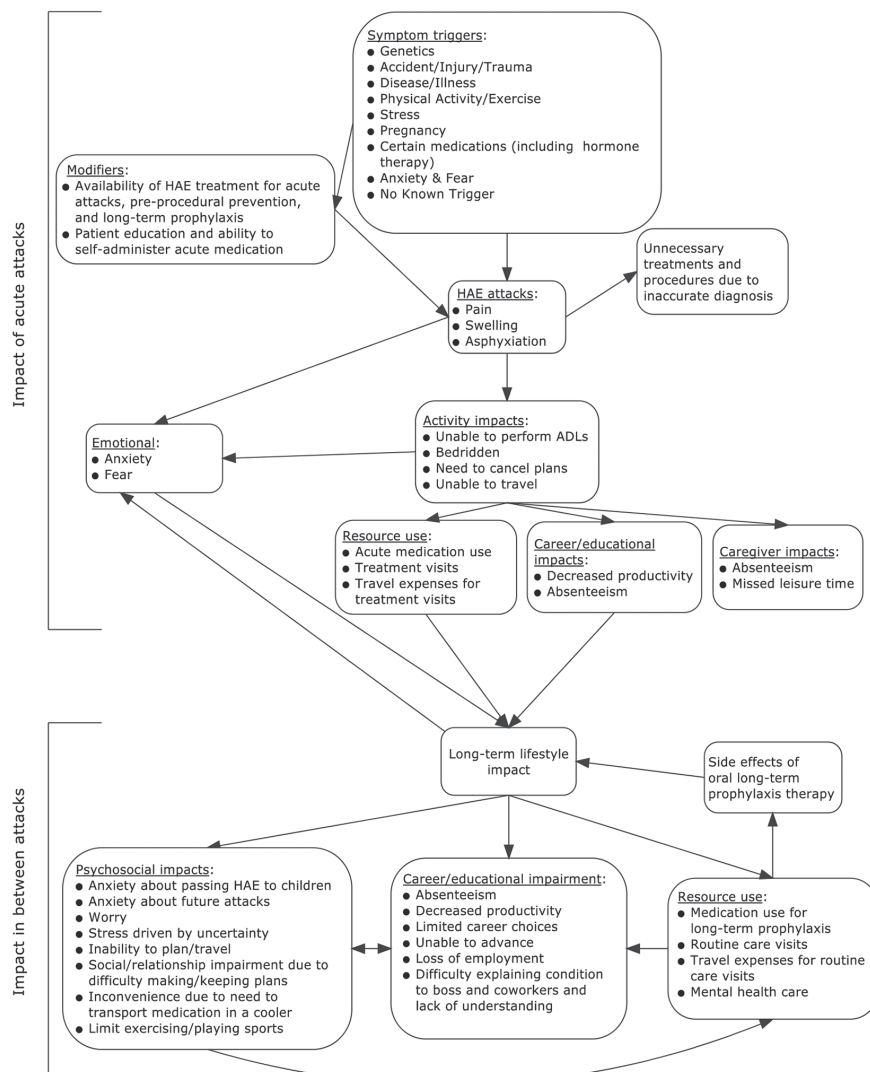 Impact of acute attacks
Symptom triggers:
● Genetics
● Accident/Injury/Trauma
● Disease/Illness
● Physical Activity/Exercise
● Stress
● Pregnancy
● Certain medications (including hormone
therapy)
● Anxiety & Fear
● No Known Trigger
Modifiers:
● Availability of HAE treatment for acute
attacks, pre-procedural prevention,
and long-term prophylaxis
● Patient education and ability to
self-administer acute medication
Unnecessary
treatments and
procedures due to
inaccurate diagnosis
HAE attacks:
● Pain
● Swelling
● Asphyxiation
Emotional:
● Anxiety
● Fear
Activity impacts:
● Unable to perform ADLs
● Bedridden
● Need to cancel plans
● Unable to travel
Resource use:
● Acute medication use
● Treatment visits
● Travel expenses for
treatment visits
Career/educational
impacts:
● Decreased productivity
● Absenteeism
Caregiver impacts:
● Absenteeism
● Missed leisure time
Impact in between attacks
Long-term lifestyle
impact
Side effects of
oral long-term
prophylaxis therapy
Psychosocial impacts:
● Anxiety about passing HAE to children
● Anxiety about future attacks
● Worry
● Stress driven by uncertainty
● Inability to plan/travel
● Social/relationship impairment due to
difficulty making/keeping plans
● Inconvenience due to need to
transport medication in a cooler
● Limit exercising/playing sports
Career/educational impairment:
● Absenteeism
● Decreased productivity
● Limited career choices
● Unable to advance
● Loss of employment
● Difficulty explaining condition
to boss and coworkers and
lack of understanding
Resource use:
● Medication use for
long-term prophylaxis
● Routine care visits
● Travel expenses for routine
care visits
● Mental health care